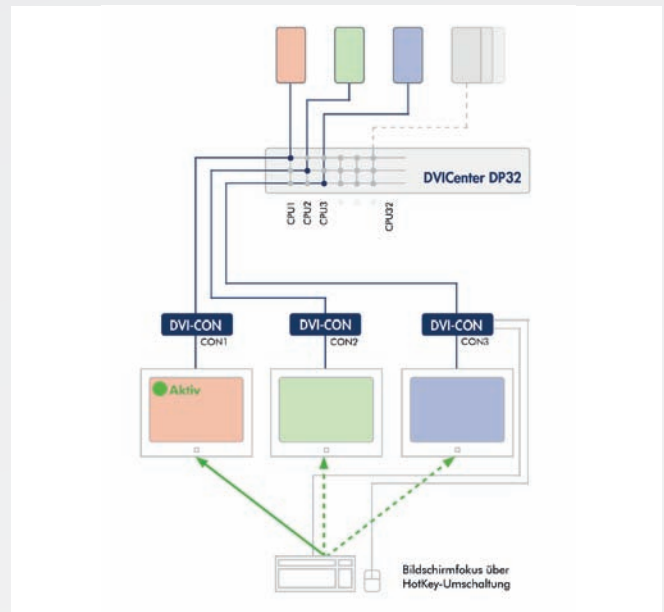 DVICenter DP32
CPU1
CPU2
CPU3
CPU32
DVI-CON
CON1
DVI-CON
CON2
DVI-CON
CON3
Aktiv
Bildschirmfokus über
HotKey-Umschaltung